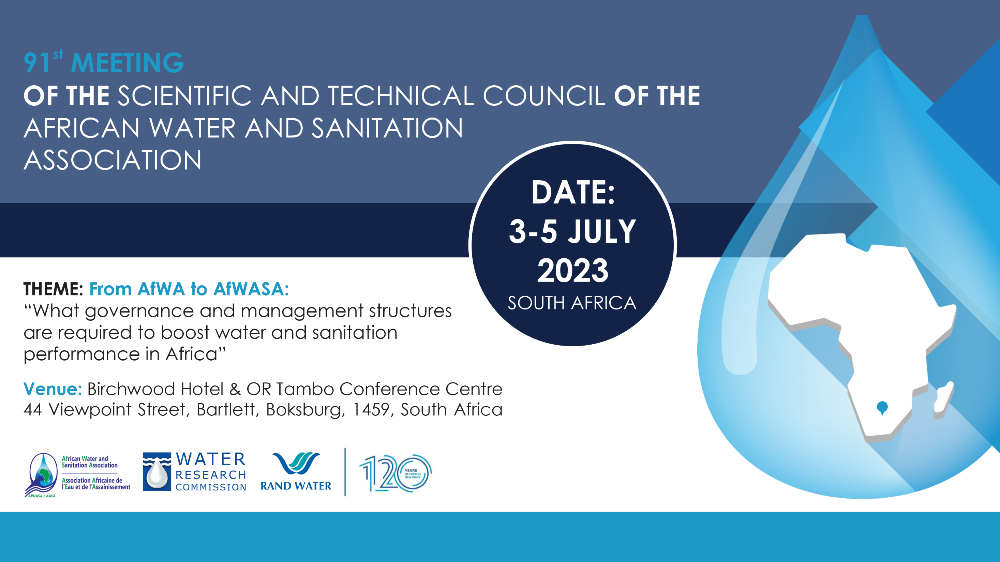 91st MEETING
OF THE SCIENTIFIC AND TECHNICAL COUNCIL OF THE
AFRICAN WATER AND SANITATION
ASSOCIATION
DATE:
3-5 JULY
2023
SOUTH AFRICA
THEME: From AfWA to AfWASA:
“What governance and management structures
are required to boost water and sanitation
performance in Africa”
Venue: Birchwood Hotel & OR Tambo Conference Centre
44 Viewpoint Street, Bartlett, Boksburg, 1459, South Africa
African Water and
Sanitation Association
Association Africaine de
l'Eau et de l'Assainissement
AfWASA / AAEA
WATER
RESEARCH
COMMISSION
RAND WATER
120
YEARS
OF FINDING
NEW WAYS